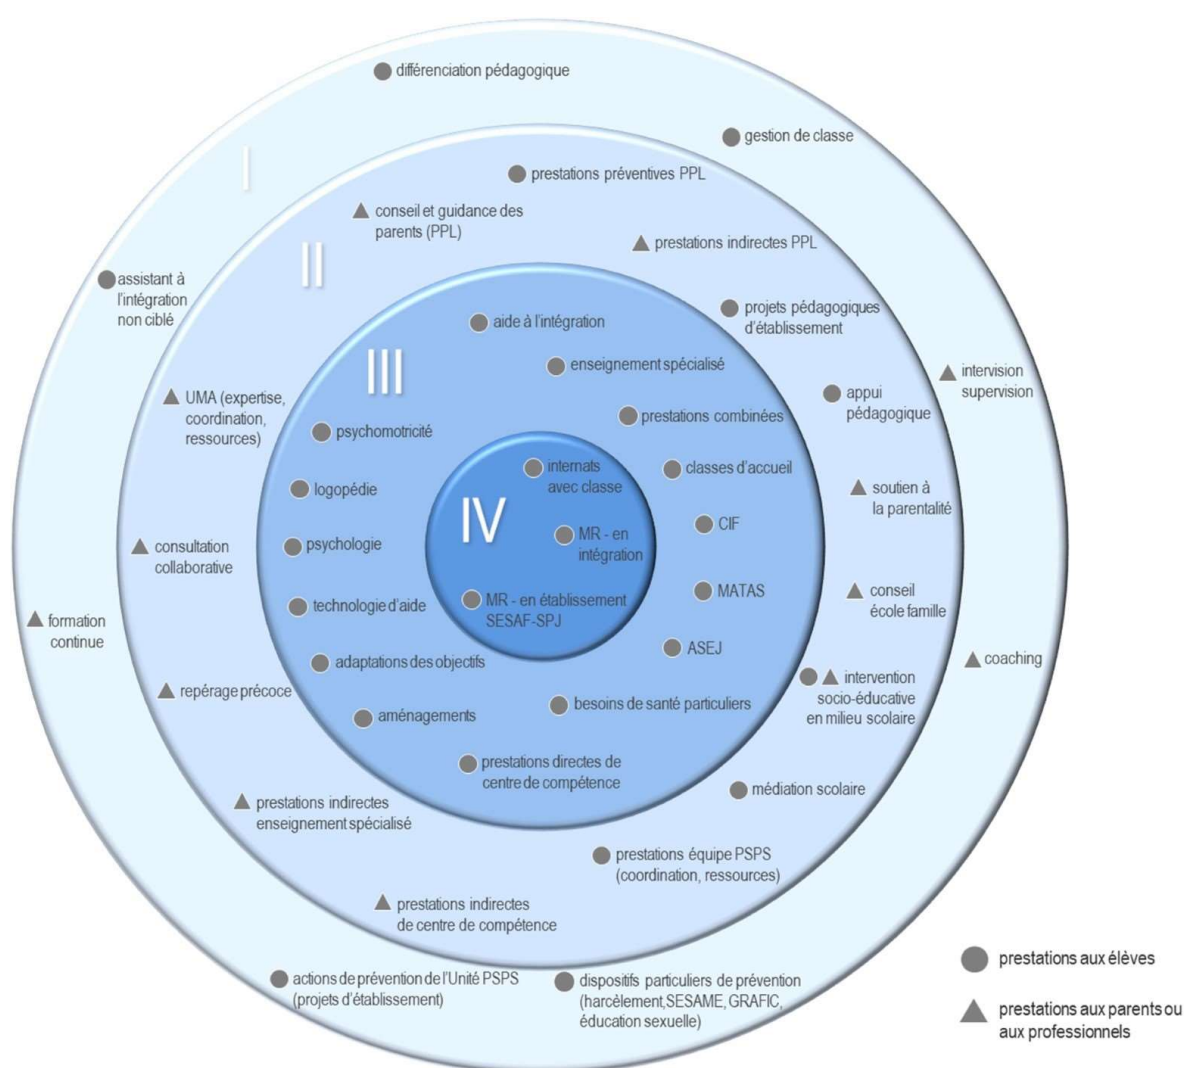 différenciation pédagogique
gestion de classe
I
prestations préventives PPL
conseil et guidance des
parents (PPL)
prestations indirectes PPL
II
assistant à
l'intégration
non ciblé
projets pédagogiques
d'établissement
aide à l'intégration
III
enseignement spécialisé
intervision
supervision
UMA (expertise,
coordination,
ressources)
appui
pédagogique
prestations combinées
psychomotricité
internats
avec classe
classes d'accueil
logopédie
soutien à
la parentalité
IV
CIF
MR - en
intégration
psychologie
consultation
collaborative
MATAS
conseil
école famille
technologie d'aide
MR - en établissement
SESAF-SPJ
formation
continue
ASEJ
coaching
adaptations des objectifs
intervention
socio-éducative
en milieu scolaire
repérage précoce
besoins de santé particuliers
aménagements
prestations directes de
centre de compétence
médiation scolaire
prestations indirectes
enseignement spécialisé
prestations équipe PSPS
(coordination, ressources)
prestations indirectes
de centre de compétence
actions de prévention de l'Unité PSPS
(projets d'établissement)
dispositifs particuliers de prévention
(harcèlement,SESAME, GRAFIC,
éducation sexuelle)
prestations aux élèves
prestations aux parents ou
aux professionnels